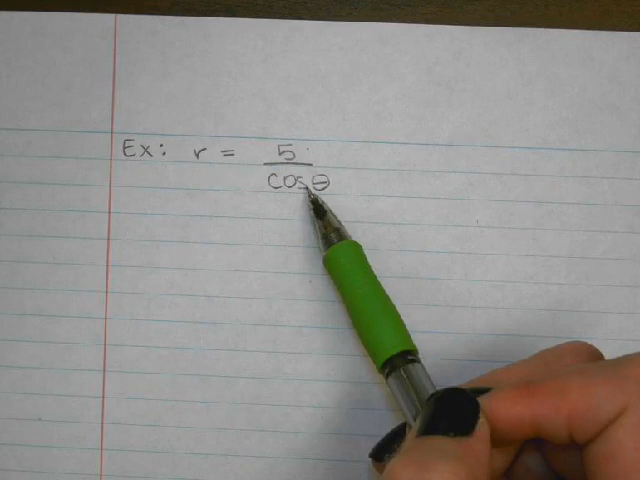 Ex: r = 5 / cosθ